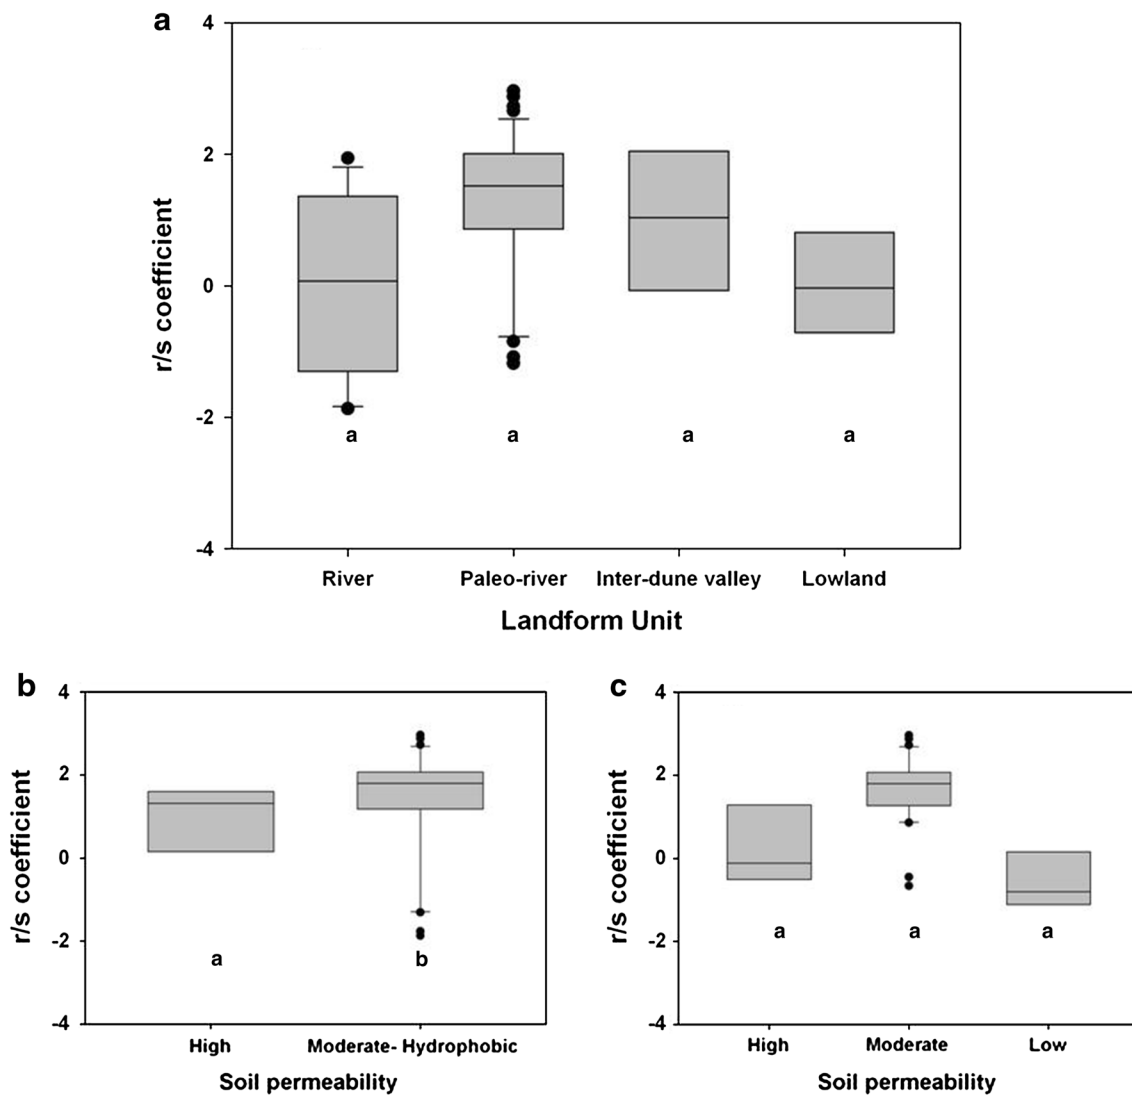 a
4
2
0
-2
-4
r/s coefficient
a a a a
River Paleo-river Inter-dune valley Lowland
Landform Unit
b
4
2
0
-2
-4
r/s coefficient
a b
High Moderate- Hydrophobic
Soil permeability
c
4
2
0
-2
-4
r/s coefficient
a a a
High Moderate Low
Soil permeability